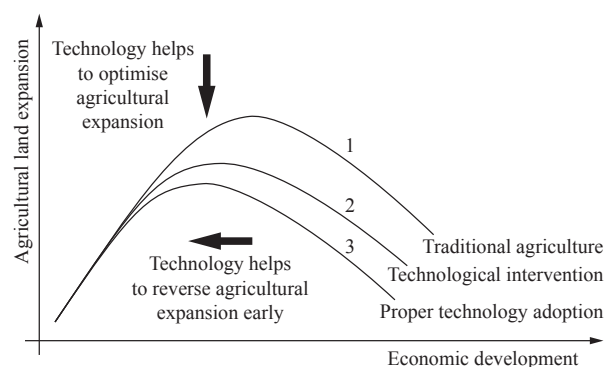 Technology helps
to optimise
agricultural
expansion
Agricultural land expansion
1
2
3
Traditional agriculture
Technological intervention
Proper technology adoption
Technology helps
to reverse agricultural
expansion early
Economic development